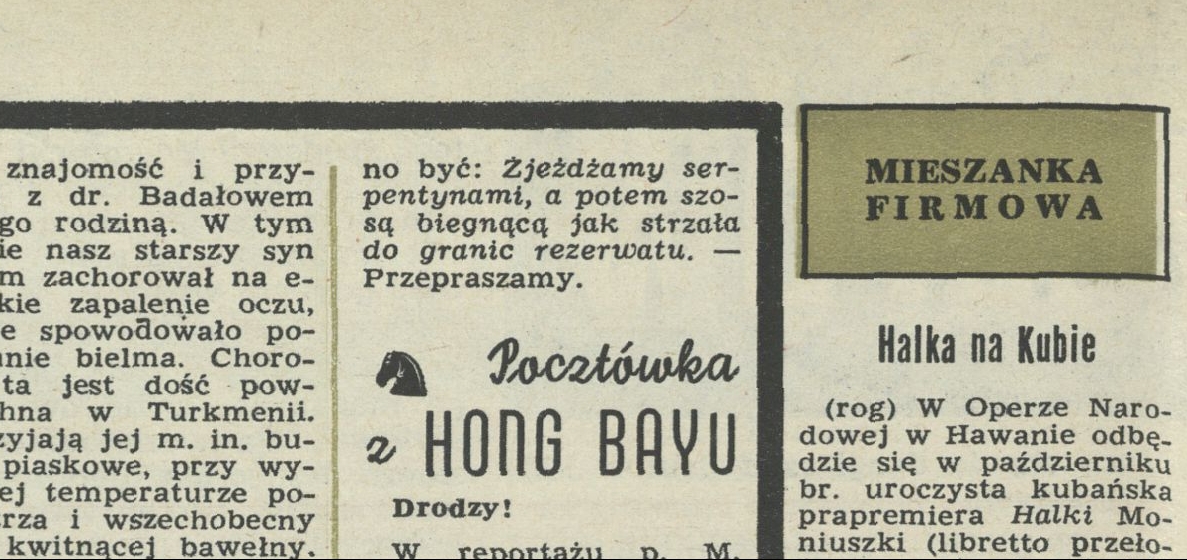 znajomość i przy-
z dr. Badałowem
go rodziną. W tym
ie nasz starszy syn
m zachorował na e-
kie zapalenie oczu,
e spowodowało po-
nie bielma. Choro-
ta jest dość pow-
hna w Turkmenii.
zyjają jej m. in. bu-
piaskowe, przy wy-
ej temperaturze po-
rza i wszechobecny
kwitnącej bawełny.
no być: Zjeżdżamy ser-
pentynami, a potem szo-
są biegnącą jak strzała
do granic rezerwatu. —
Przepraszamy.
Pocztówka
z HONG BAYU
Drodzy!
W reportażu p. M.
MIESZANKA
FIRMOWA
Halka na Kubie
(rog) W Operze Naro-
dowej w Hawanie odbę-
dzie się w październiku
br. uroczysta kubańska
prapremiera Halki Mo-
niuszki (libretto przeło-